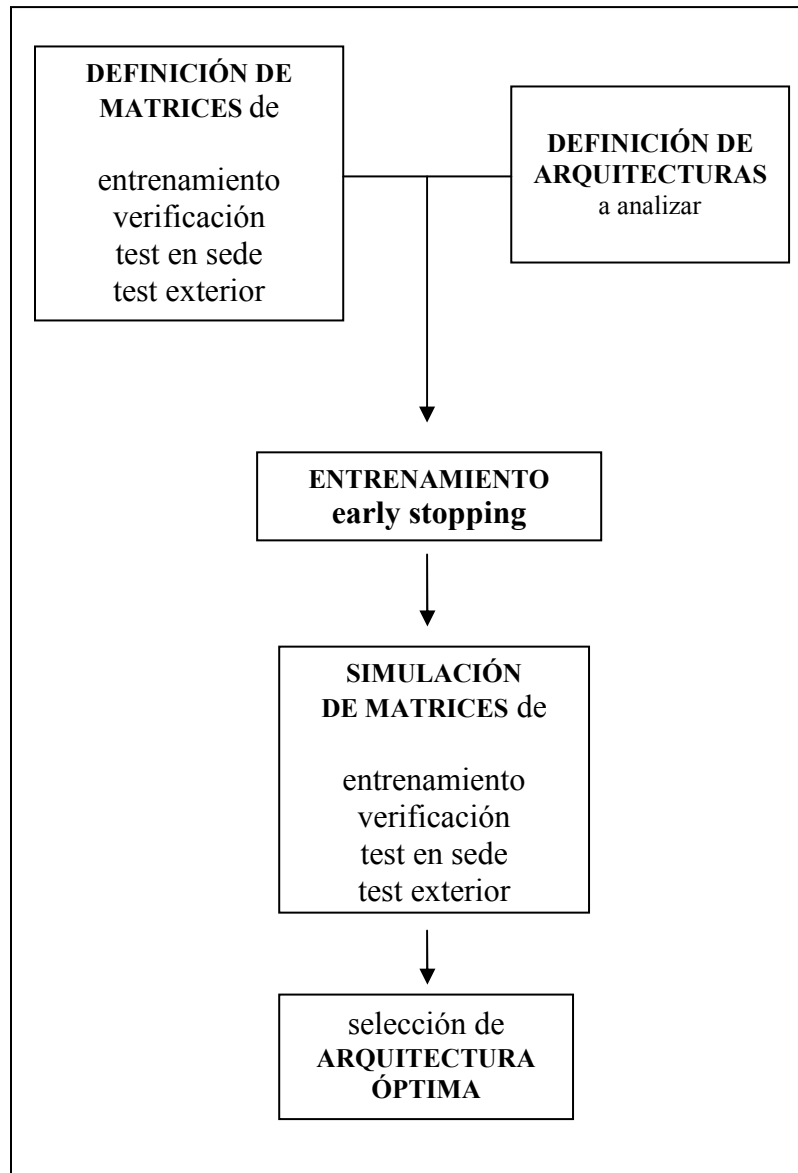 DEFINICIÓN DE
MATRICES de
entrenamiento
verificación
test en sede
test exterior
DEFINICIÓN DE
ARQUITECTURAS
a analizar
ENTRENAMIENTO
early stopping
SIMULACIÓN
DE MATRICES de
entrenamiento
verificación
test en sede
test exterior
selección de
ARQUITECTURA
ÓPTIMA